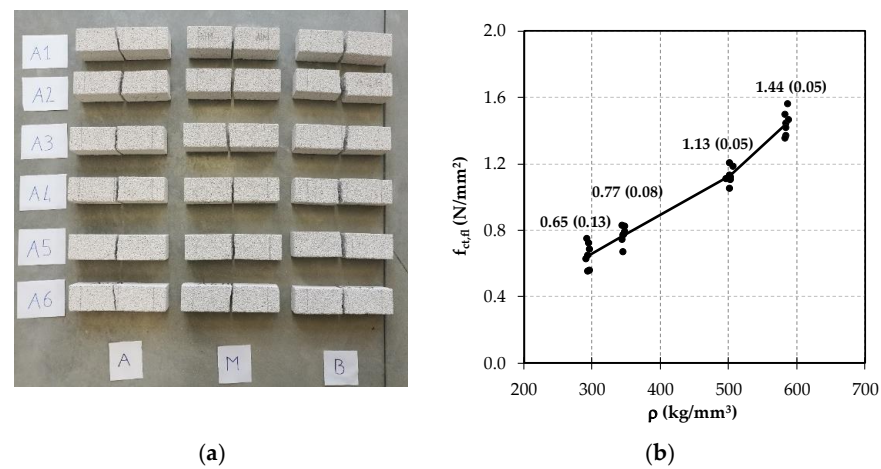 A1
A2
A3
A4
A5
A6
A
M
B
(a)
f_ct,fl (N/mm²)
2.0
1.6
1.2
0.8
0.4
0.0
1.44 (0.05)
1.13 (0.05)
0.77 (0.08)
0.65 (0.13)
200 300 400 500 600 700
ρ (kg/mm³)
(b)